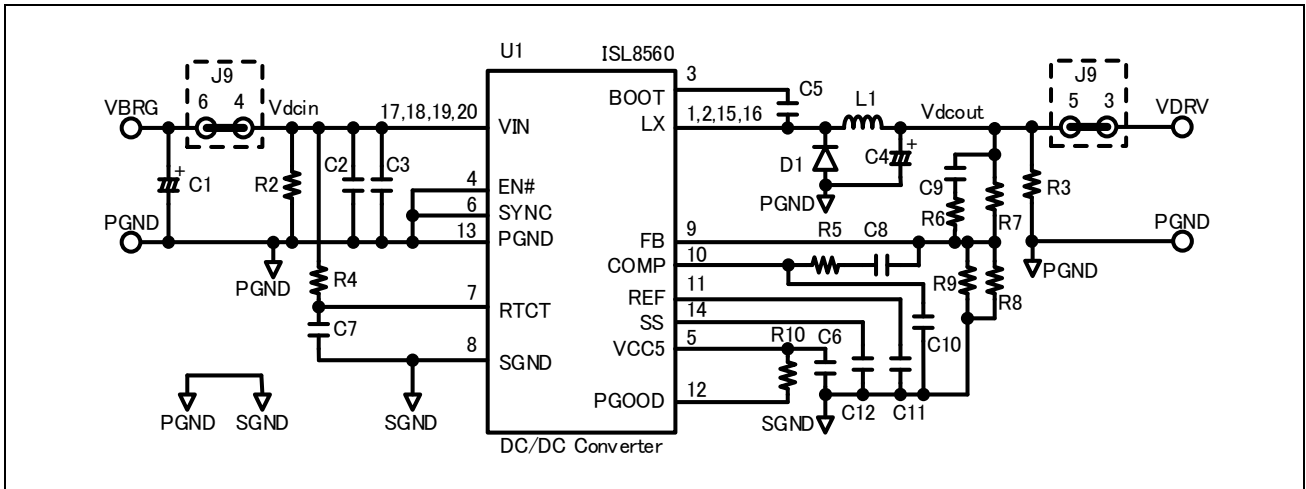 U1 ISL8560
J9
6 4
VBRG
Vdcin
17,18,19,20
VIN
C1
R2
C2
C3
4
EN#
6
SYNC
13
PGND
PGND
PGND
R4
7
RTCT
C7
8
SGND
PGND SGND
SGND
DC/DC Converter
3
BOOT
C5
LX
1,2,15,16
L1
Vdcout
J9
5 3
VDRV
D1
C4
PGND
C9
R6
R7
R3
PGND
PGND
FB
9
R5
C8
COMP
10
REF
11
R9
R8
SS
14
C10
VCC5
5
R10
C6
PGOOD
12
SGND
C12
C11
+
+